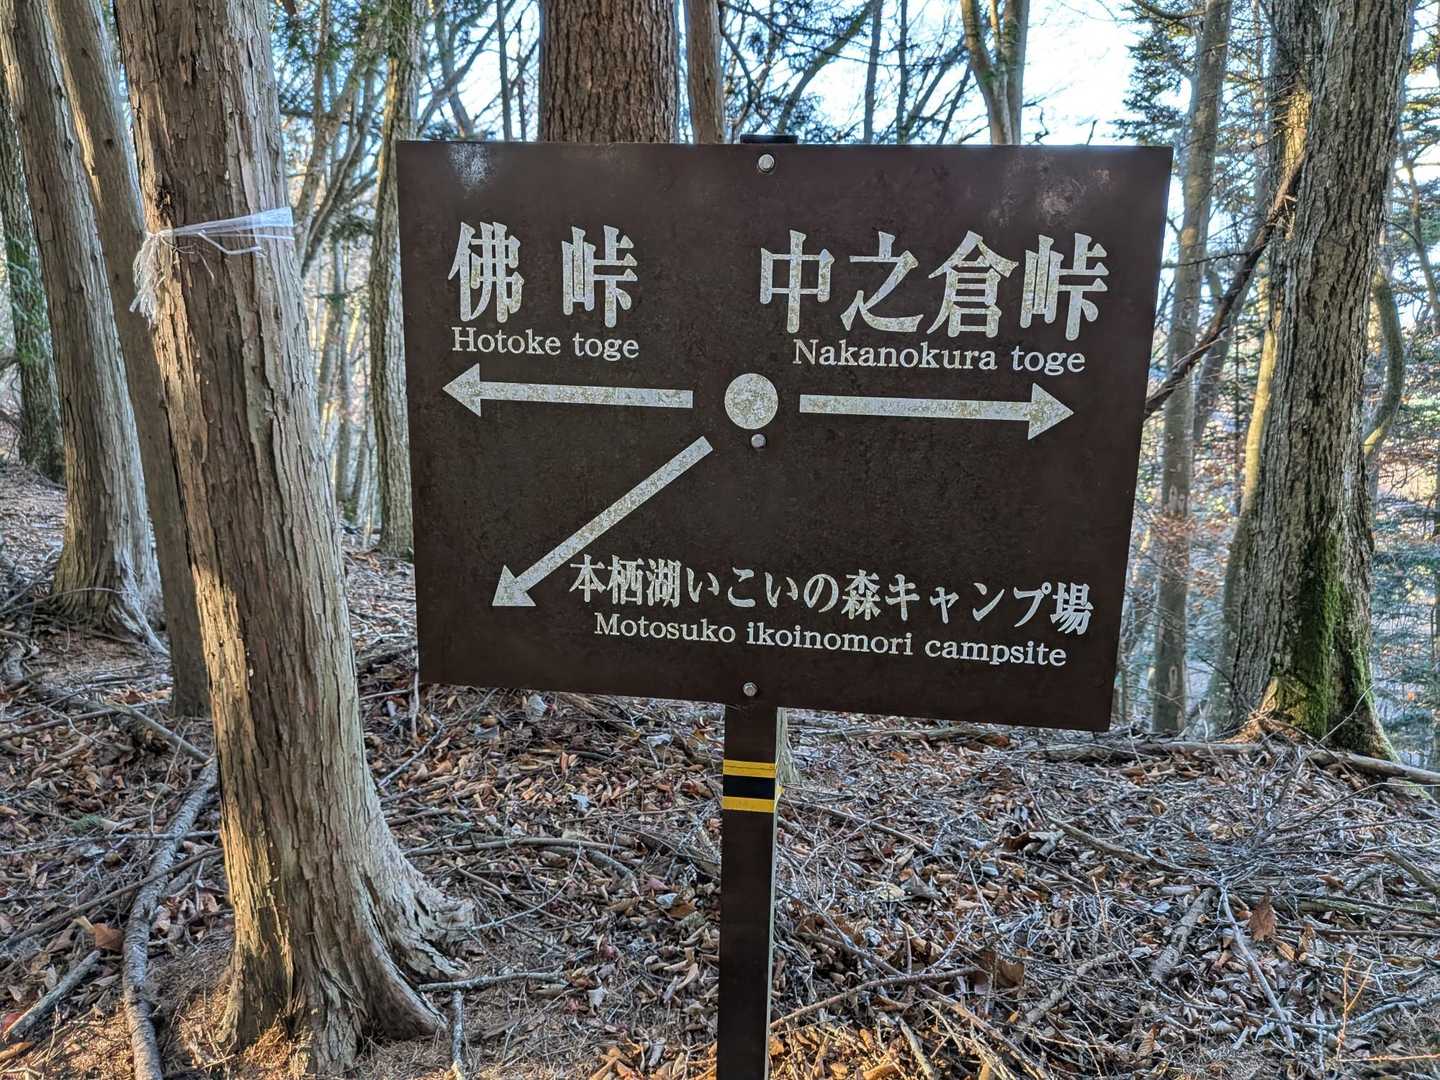 佛峠
Hotoke toge
中之倉峠
Nakanokura toge
本栖湖いこいの森キャンプ場
Motosuko ikoinomori campsite